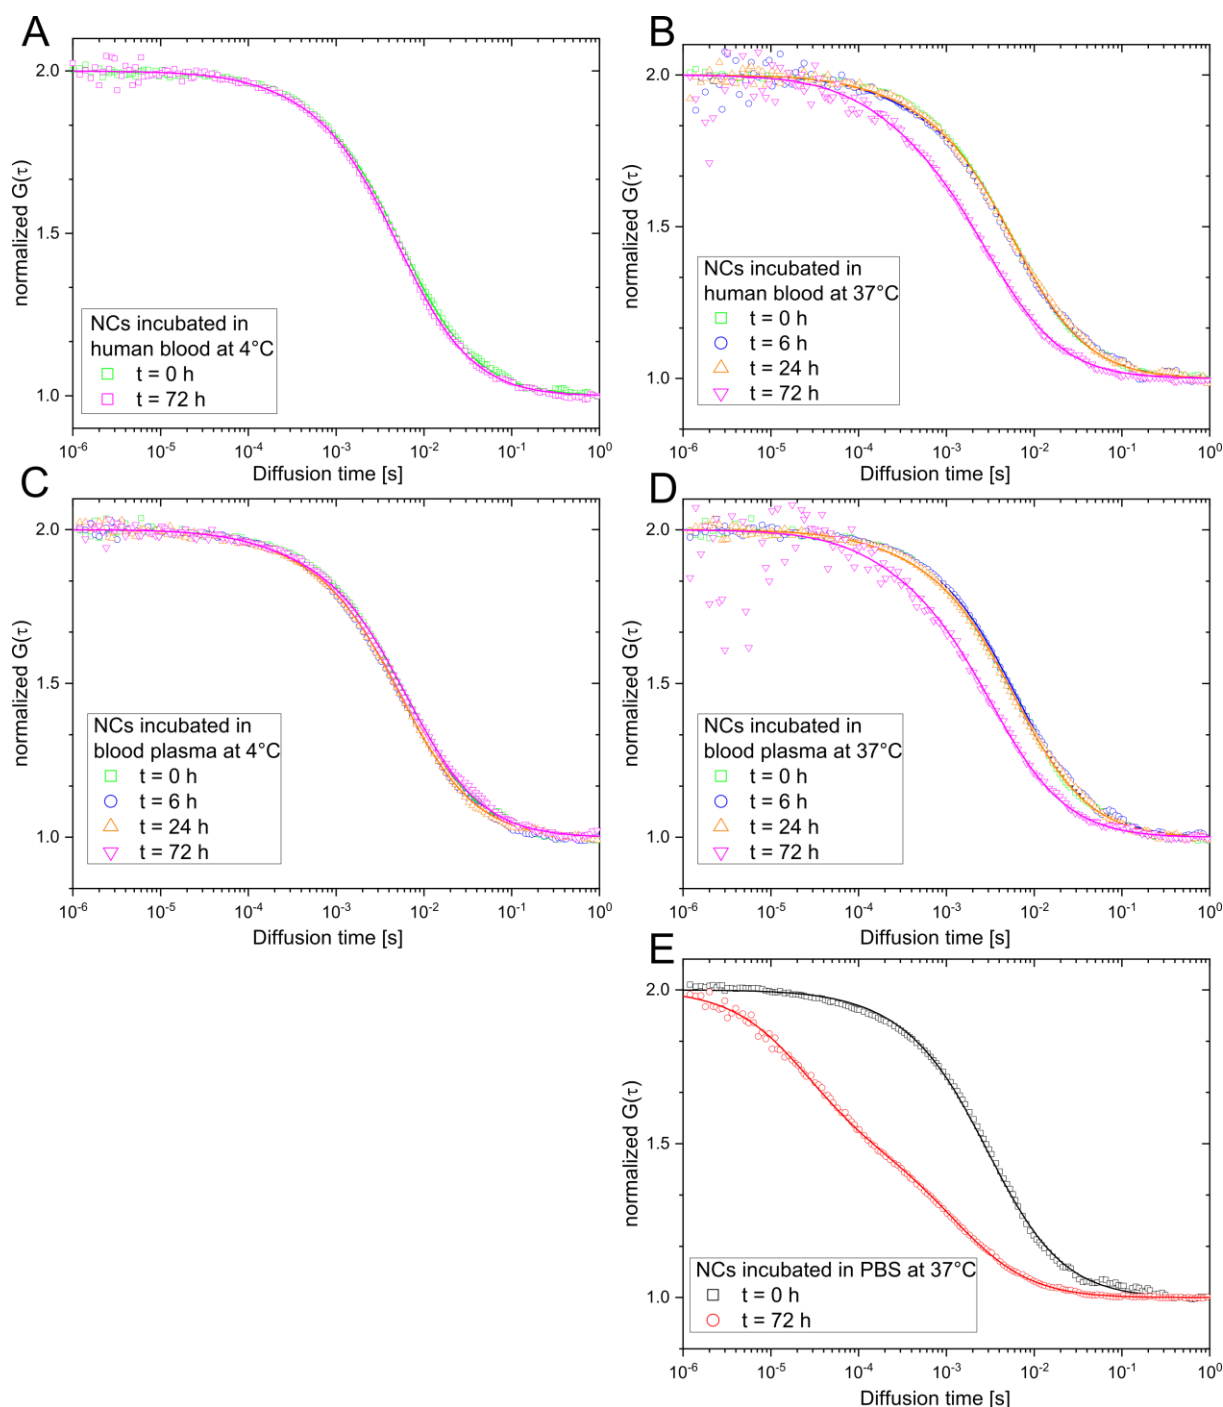 A
normalized G(τ)
2.0
1.5
1.0
NCs incubated in
human blood at 4°C
t = 0 h
t = 72 h
10⁻⁶ 10⁻⁵ 10⁻⁴ 10⁻³ 10⁻² 10⁻¹ 10⁰
Diffusion time [s]
B
normalized G(τ)
2.0
1.5
1.0
NCs incubated in
human blood at 37°C
t = 0 h
t = 6 h
t = 24 h
t = 72 h
10⁻⁶ 10⁻⁵ 10⁻⁴ 10⁻³ 10⁻² 10⁻¹ 10⁰
Diffusion time [s]
C
normalized G(τ)
2.0
1.5
1.0
NCs incubated in
blood plasma at 4°C
t = 0 h
t = 6 h
t = 24 h
t = 72 h
10⁻⁶ 10⁻⁵ 10⁻⁴ 10⁻³ 10⁻² 10⁻¹ 10⁰
Diffusion time [s]
D
normalized G(τ)
2.0
1.5
1.0
NCs incubated in
blood plasma at 37°C
t = 0 h
t = 6 h
t = 24 h
t = 72 h
10⁻⁶ 10⁻⁵ 10⁻⁴ 10⁻³ 10⁻² 10⁻¹ 10⁰
Diffusion time [s]
E
normalized G(τ)
2.0
1.5
1.0
NCs incubated in PBS at 37°C
t = 0 h
t = 72 h
10⁻⁶ 10⁻⁵ 10⁻⁴ 10⁻³ 10⁻² 10⁻¹ 10⁰
Diffusion time [s]